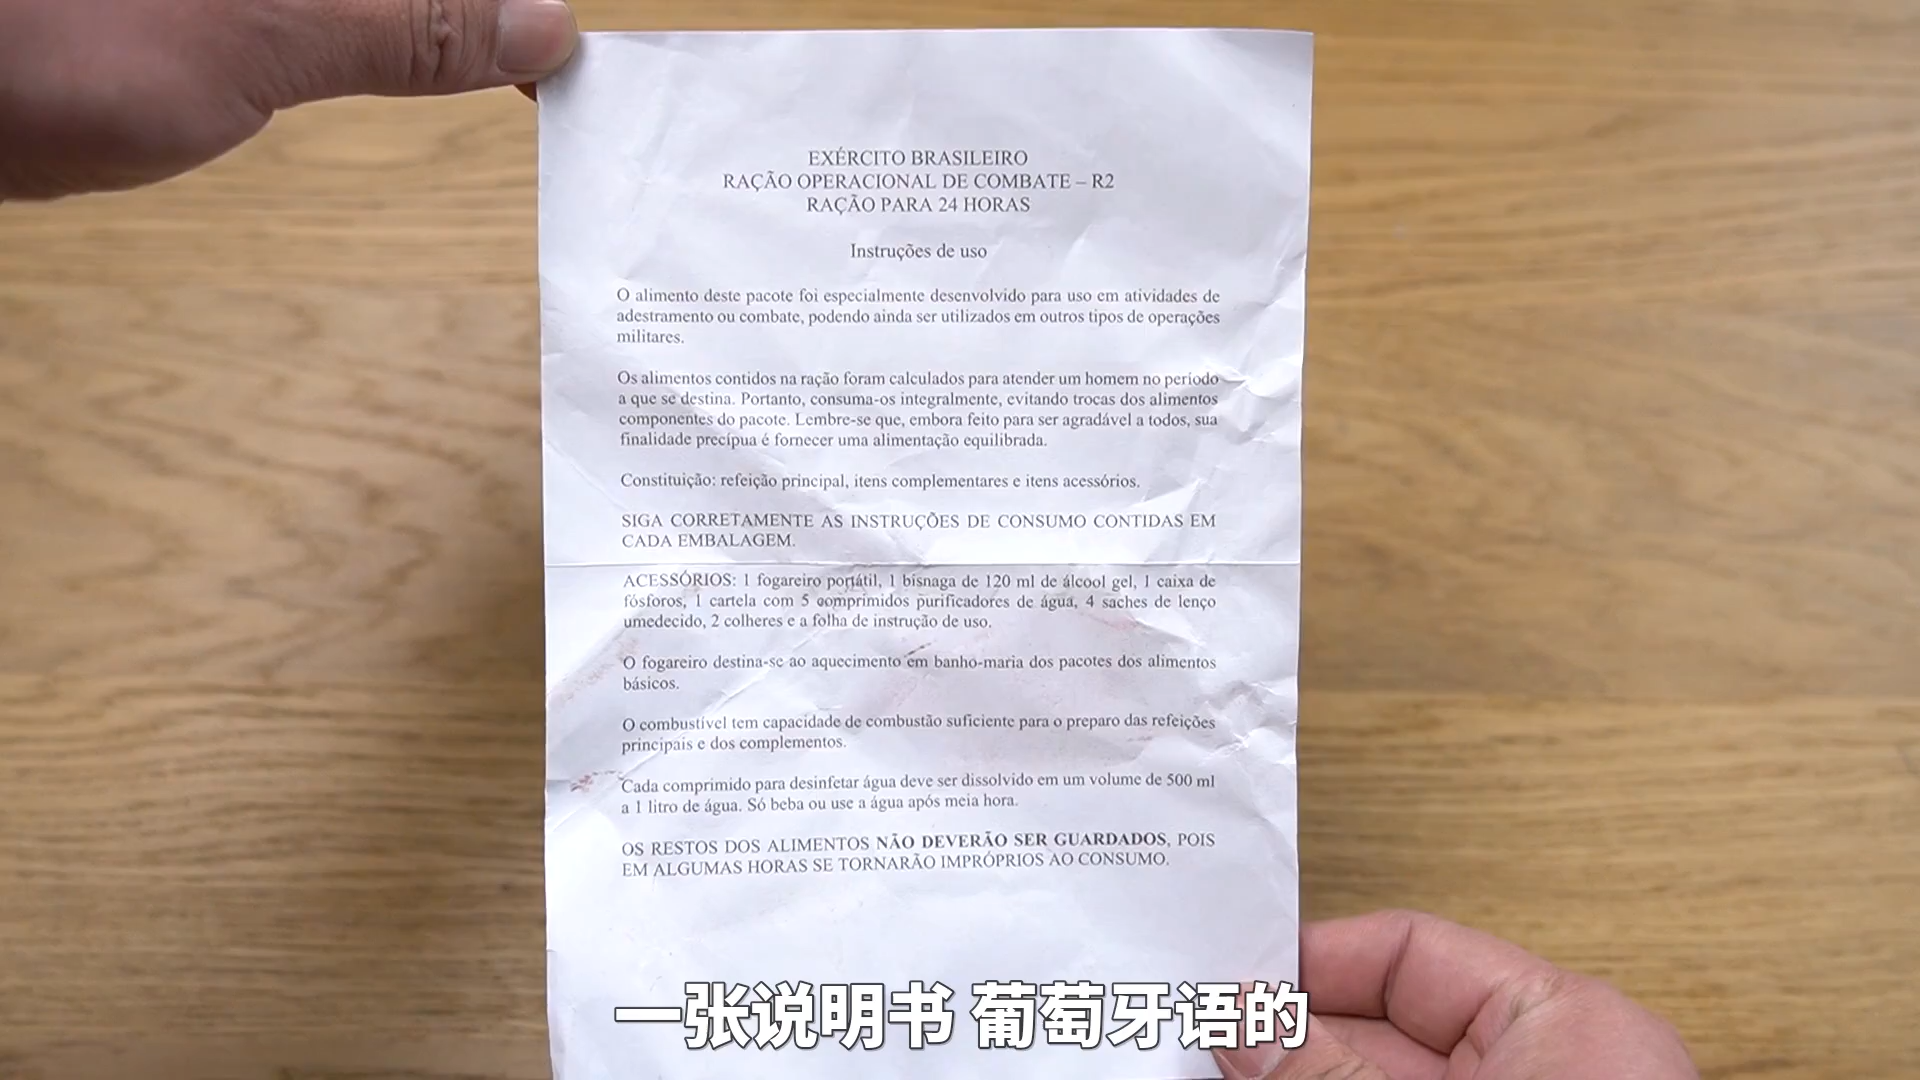 EXÉRCITO BRASILEIRO
RAÇÃO OPERACIONAL DE COMBATE – R2
RAÇÃO PARA 24 HORAS
Instruções de uso
O alimento deste pacote foi especialmente desenvolvido para uso em atividades de
adestramento ou combate, podendo ainda ser utilizados em outros tipos de operações
militares.
Os alimentos contidos na ração foram calculados para atender um homem no período
a que se destina. Portanto, consuma-os integralmente, evitando trocas dos alimentos
componentes do pacote. Lembre-se que, embora feito para ser agradável a todos, sua
finalidade precípua é fornecer uma alimentação equilibrada.
Constituição: refeição principal, itens complementares e itens acessórios.
SIGA CORRETAMENTE AS INSTRUÇÕES DE CONSUMO CONTIDAS EM
CADA EMBALAGEM.
ACESSÓRIOS: 1 fogareiro portátil, 1 bisnaga de 120 ml de álcool gel, 1 caixa de
fósforos, 1 cartela com 5 comprimidos purificadores de água, 4 saches de lenço
umedecido, 2 colheres e a folha de instrução de uso.
O fogareiro destina-se ao aquecimento em banho-maria dos pacotes dos alimentos
básicos.
O combustível tem capacidade de combustão suficiente para o preparo das refeições
principais e dos complementos.
Cada comprimido para desinfetar água deve ser dissolvido em um volume de 500 ml
a 1 litro de água. Só beba ou use a água após meia hora.
OS RESTOS DOS ALIMENTOS NÃO DEVERÃO SER GUARDADOS, POIS
EM ALGUMAS HORAS SE TORNARÃO IMPRÓPRIOS AO CONSUMO.
一张说明书 葡萄牙语的